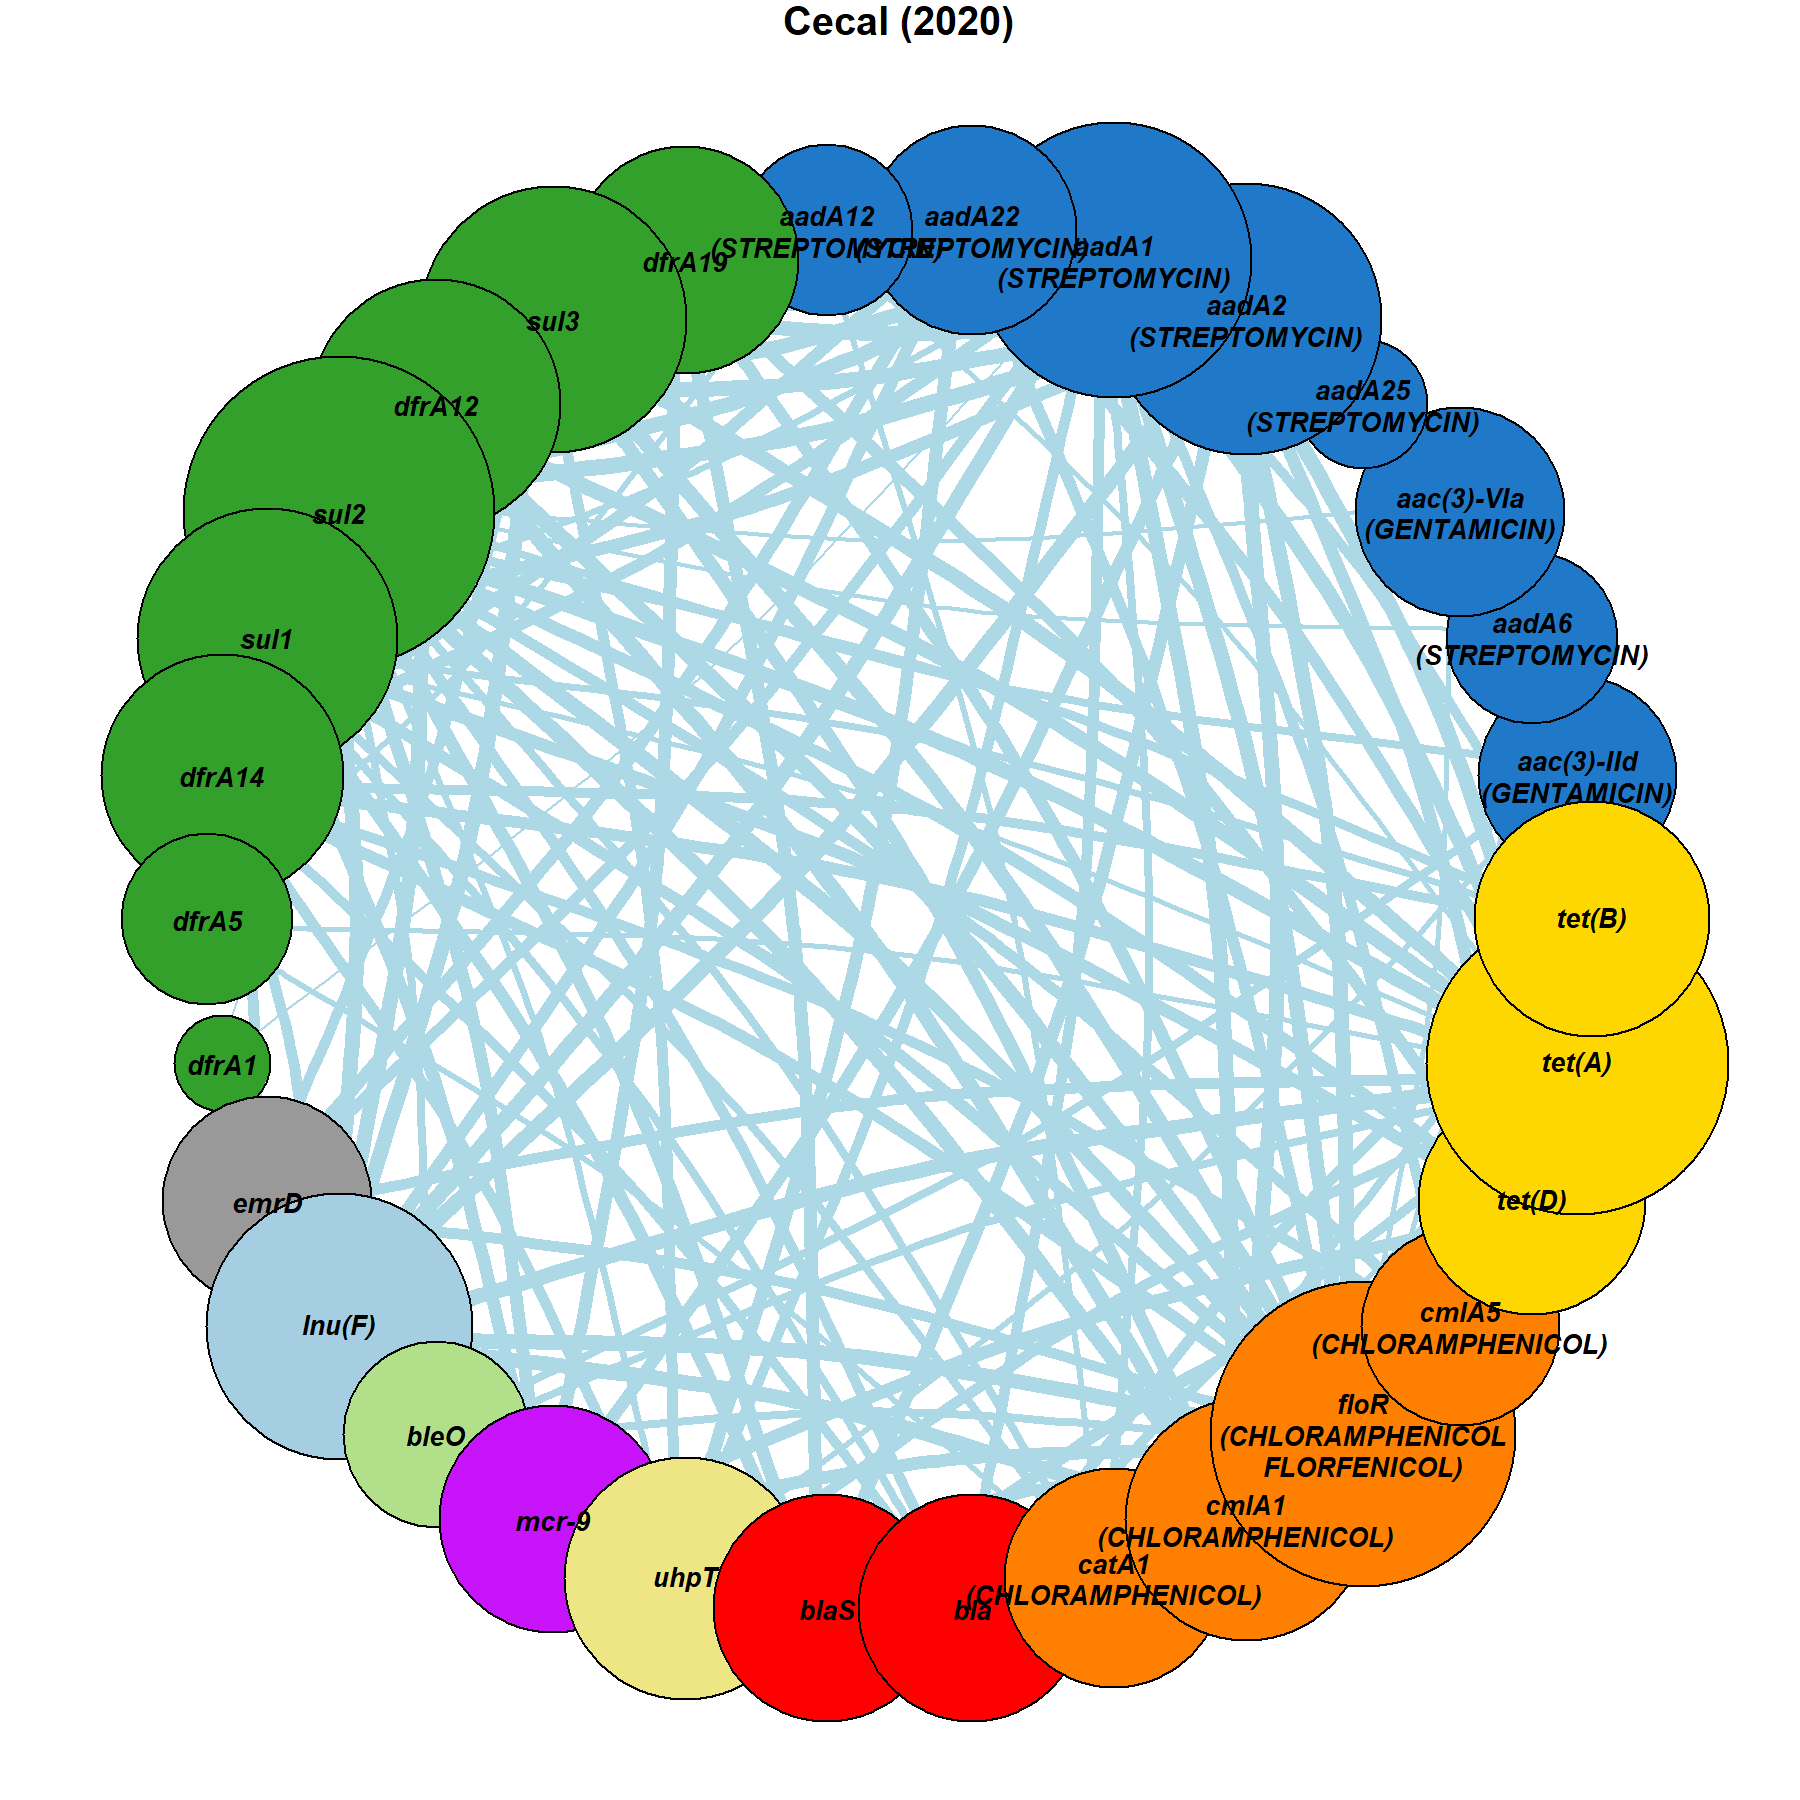 Cecal (2020)
aadA12
(STREPTOMYCIN)
aadA22
(STREPTOMYCIN)
aadA1
(STREPTOMYCIN)
aadA2
(STREPTOMYCIN)
aadA25
(STREPTOMYCIN)
aac(3)-VIa
(GENTAMICIN)
aadA6
(STREPTOMYCIN)
aac(3)-IId
(GENTAMICIN)
tet(B)
tet(A)
tet(D)
cmlA5
(CHLORAMPHENICOL)
floR
(CHLORAMPHENICOL
FLORFENICOL)
cmlA1
(CHLORAMPHENICOL)
catA1
(CHLORAMPHENICOL)
bla
blaS
uhpT
mcr-9
bleO
lnu(F)
emrD
dfrA1
dfrA5
dfrA14
sul1
sul2
dfrA12
sul3
dfrA19